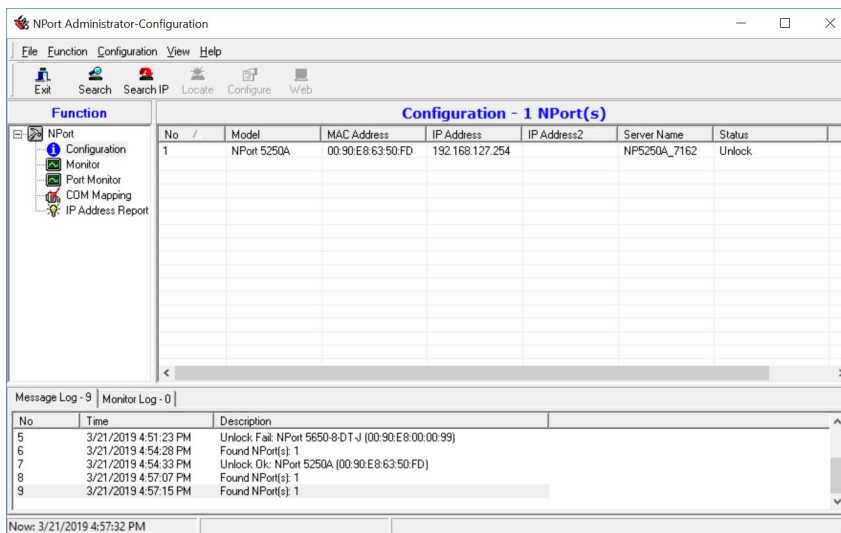 NPort Administrator-Configuration
File Function Configuration View Help
Exit Search Search IP Locate Configure Web
Function
Configuration - 1 NPort(s)
NPort
Configuration
Monitor
Port Monitor
COM Mapping
IP Address Report
No / Model MAC Address IP Address IP Address2 Server Name Status
1 NPort 5250A 00:90:E8:63:50:FD 192.168.127.254 NP5250A_7162 Unlock
Message Log - 9 Monitor Log - 0
No Time Description
5 3/21/2019 4:51:23 PM Unlock Fail: NPort 5650-8-DT-J (00:90:E8:00:00:99)
6 3/21/2019 4:54:28 PM Found NPort(s): 1
7 3/21/2019 4:54:33 PM Unlock Ok: NPort 5250A (00:90:E8:63:50:FD)
8 3/21/2019 4:57:07 PM Found NPort(s): 1
9 3/21/2019 4:57:15 PM Found NPort(s): 1
Now: 3/21/2019 4:57:32 PM